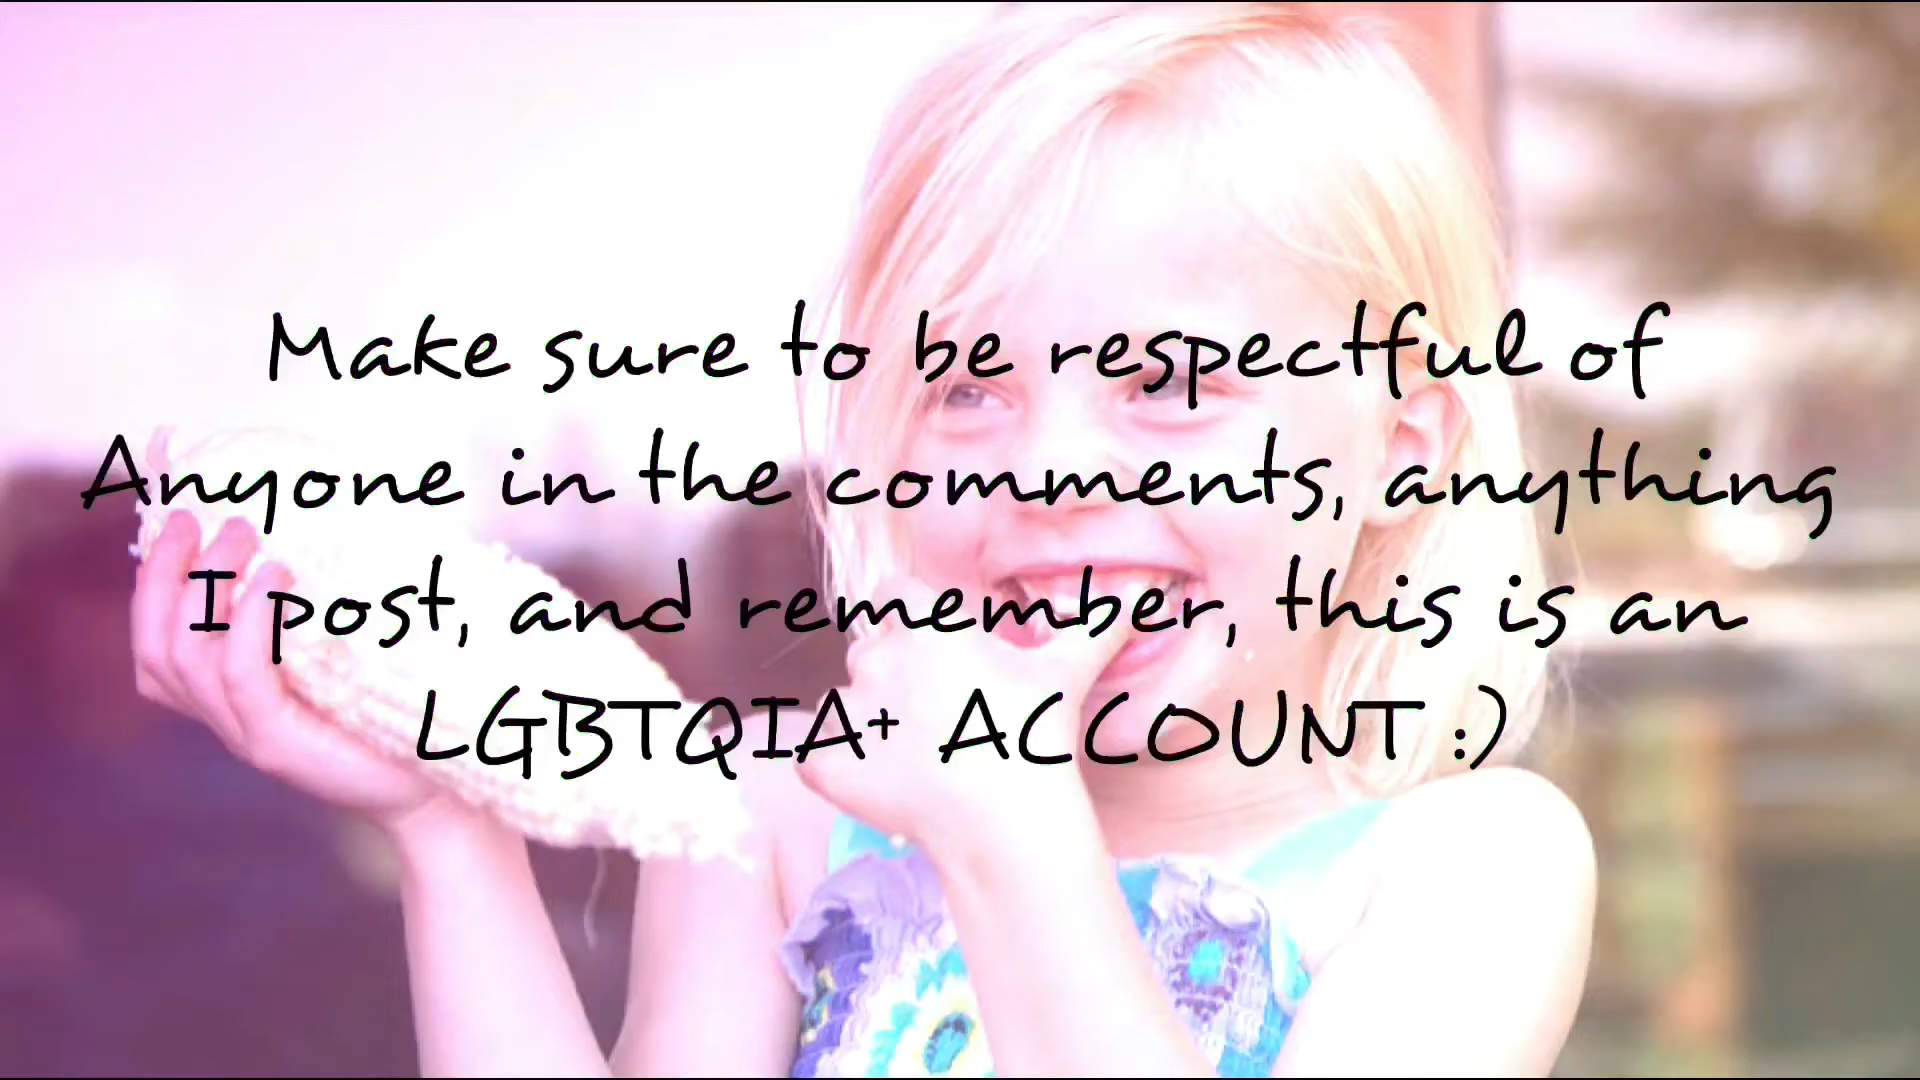 Make sure to be respectful of
Anyone in the comments, anything
I post, and remember, this is an
LGBTQIA+ ACCOUNT :)